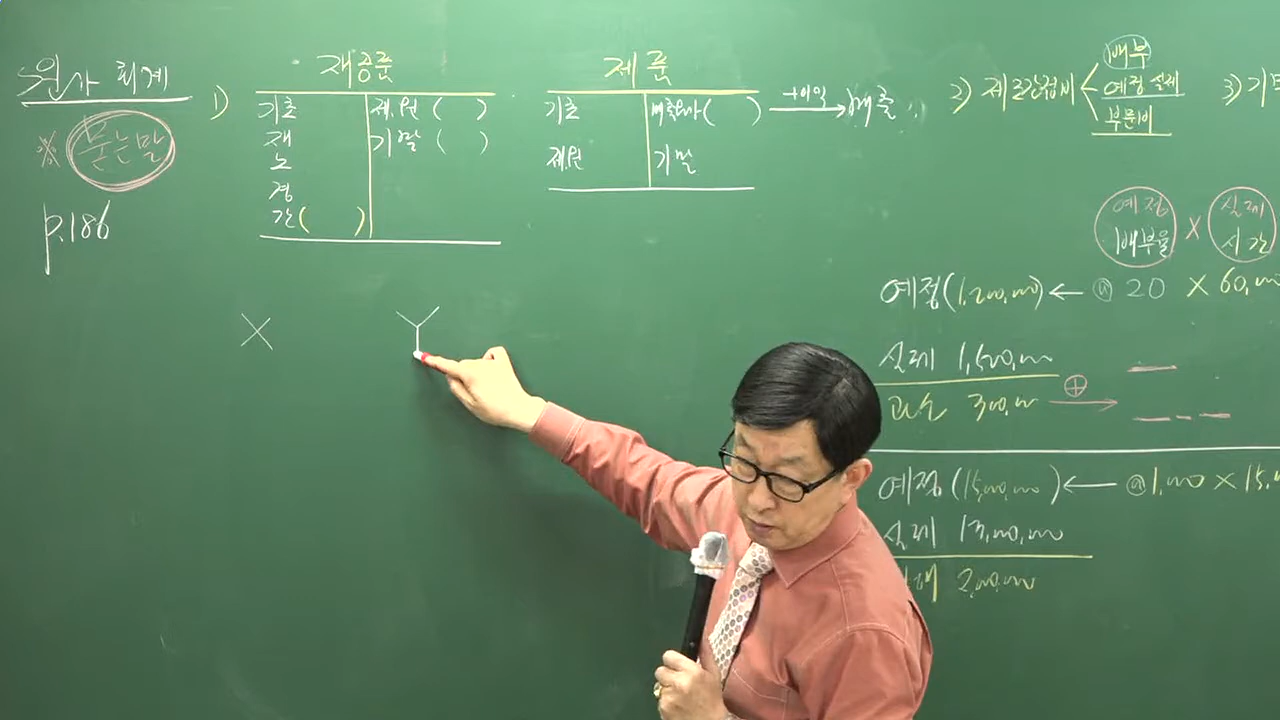 원가 회계
※ 묻는말
p.186
1)
재공품
기초 제.원 ( )
재 기말 ( )
노
경
간( )
제품
기초 매출원가( )
제.원 기말
+이익
매출
2) 제조간접비
배부
예정 실제
부문비
3)
예정
배부율
X
실제
시간
예정(1,200,000) ← @ 20 × 60,000
실제 1,500,000
과소 300,000
⊕
예정 (15,000,000) ← @1,000 × 15,
실제 13,000,000
2,000,000
X Y